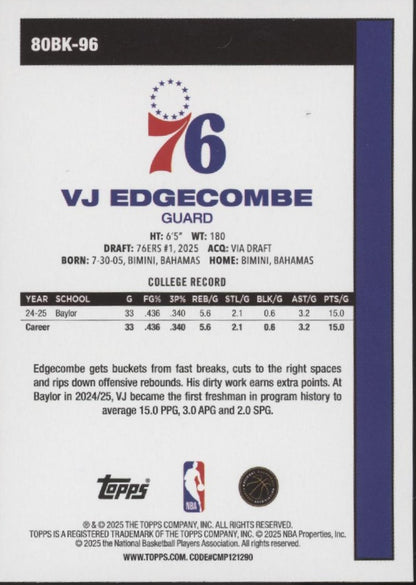 80BK-96
76
VJ EDGECOMBE
GUARD
HT: 6'5" WT: 180
DRAFT: 76ERS #1, 2025 ACQ: VIA DRAFT
BORN: 7-30-05, BIMINI, BAHAMAS HOME: BIMINI, BAHAMAS
COLLEGE RECORD
YEAR SCHOOL G FG% 3P% REB/G STL/G BLK/G AST/G PTS/G
24-25 Baylor 33 .436 .340 5.6 2.1 0.6 3.2 15.0
Career 33 .436 .340 5.6 2.1 0.6 3.2 15.0
Edgecombe gets buckets from fast breaks, cuts to the right spaces
and rips down offensive rebounds. His dirty work earns extra points. At
Baylor in 2024/25, VJ became the first freshman in program history to
average 15.0 PPG, 3.0 APG and 2.0 SPG.
Topps
NBA
® & © 2025 THE TOPPS COMPANY, INC. ALL RIGHTS RESERVED.
TOPPS IS A REGISTERED TRADEMARK OF THE TOPPS COMPANY, INC. © 2025 NBA Properties, Inc.
© 2025 the National Basketball Players Association. All rights reserved.
WWW.TOPPS.COM. CODE#CMP121290